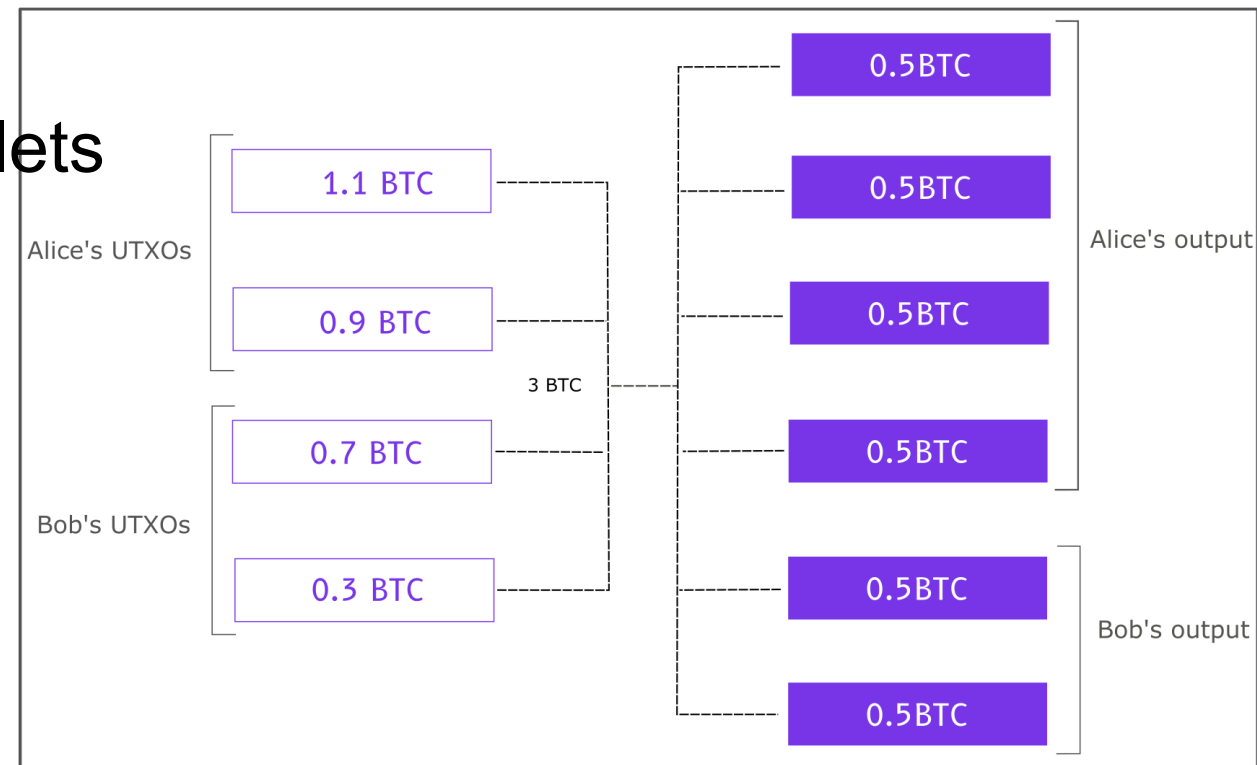 lets
Alice's UTXOs
1.1 BTC
0.9 BTC
Bob's UTXOs
0.7 BTC
0.3 BTC
3 BTC
0.5BTC
0.5BTC
0.5BTC
0.5BTC
Alice's output
0.5BTC
0.5BTC
Bob's output